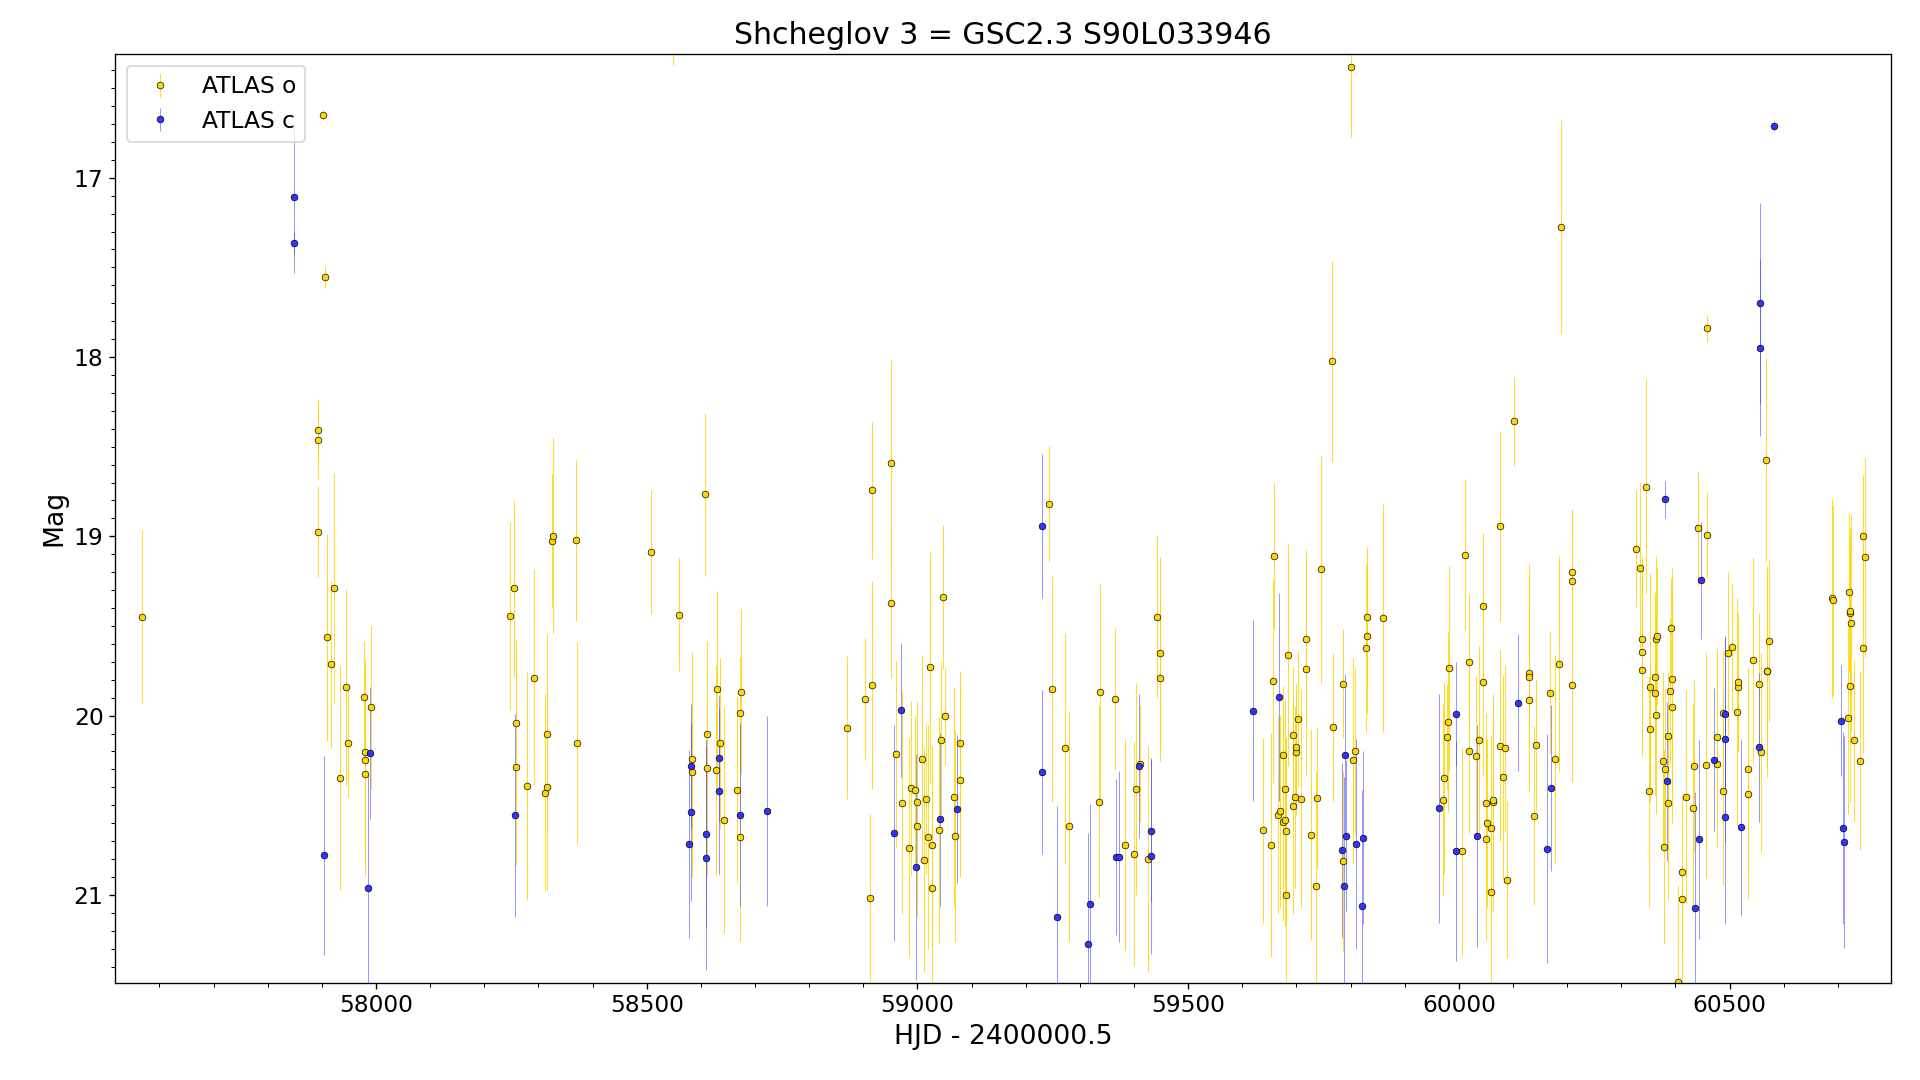 Shcheglov 3 = GSC2.3 S90L033946
ATLAS o
ATLAS c
17
18
19
20
21
Mag
58000 58500 59000 59500 60000 60500
HJD - 2400000.5